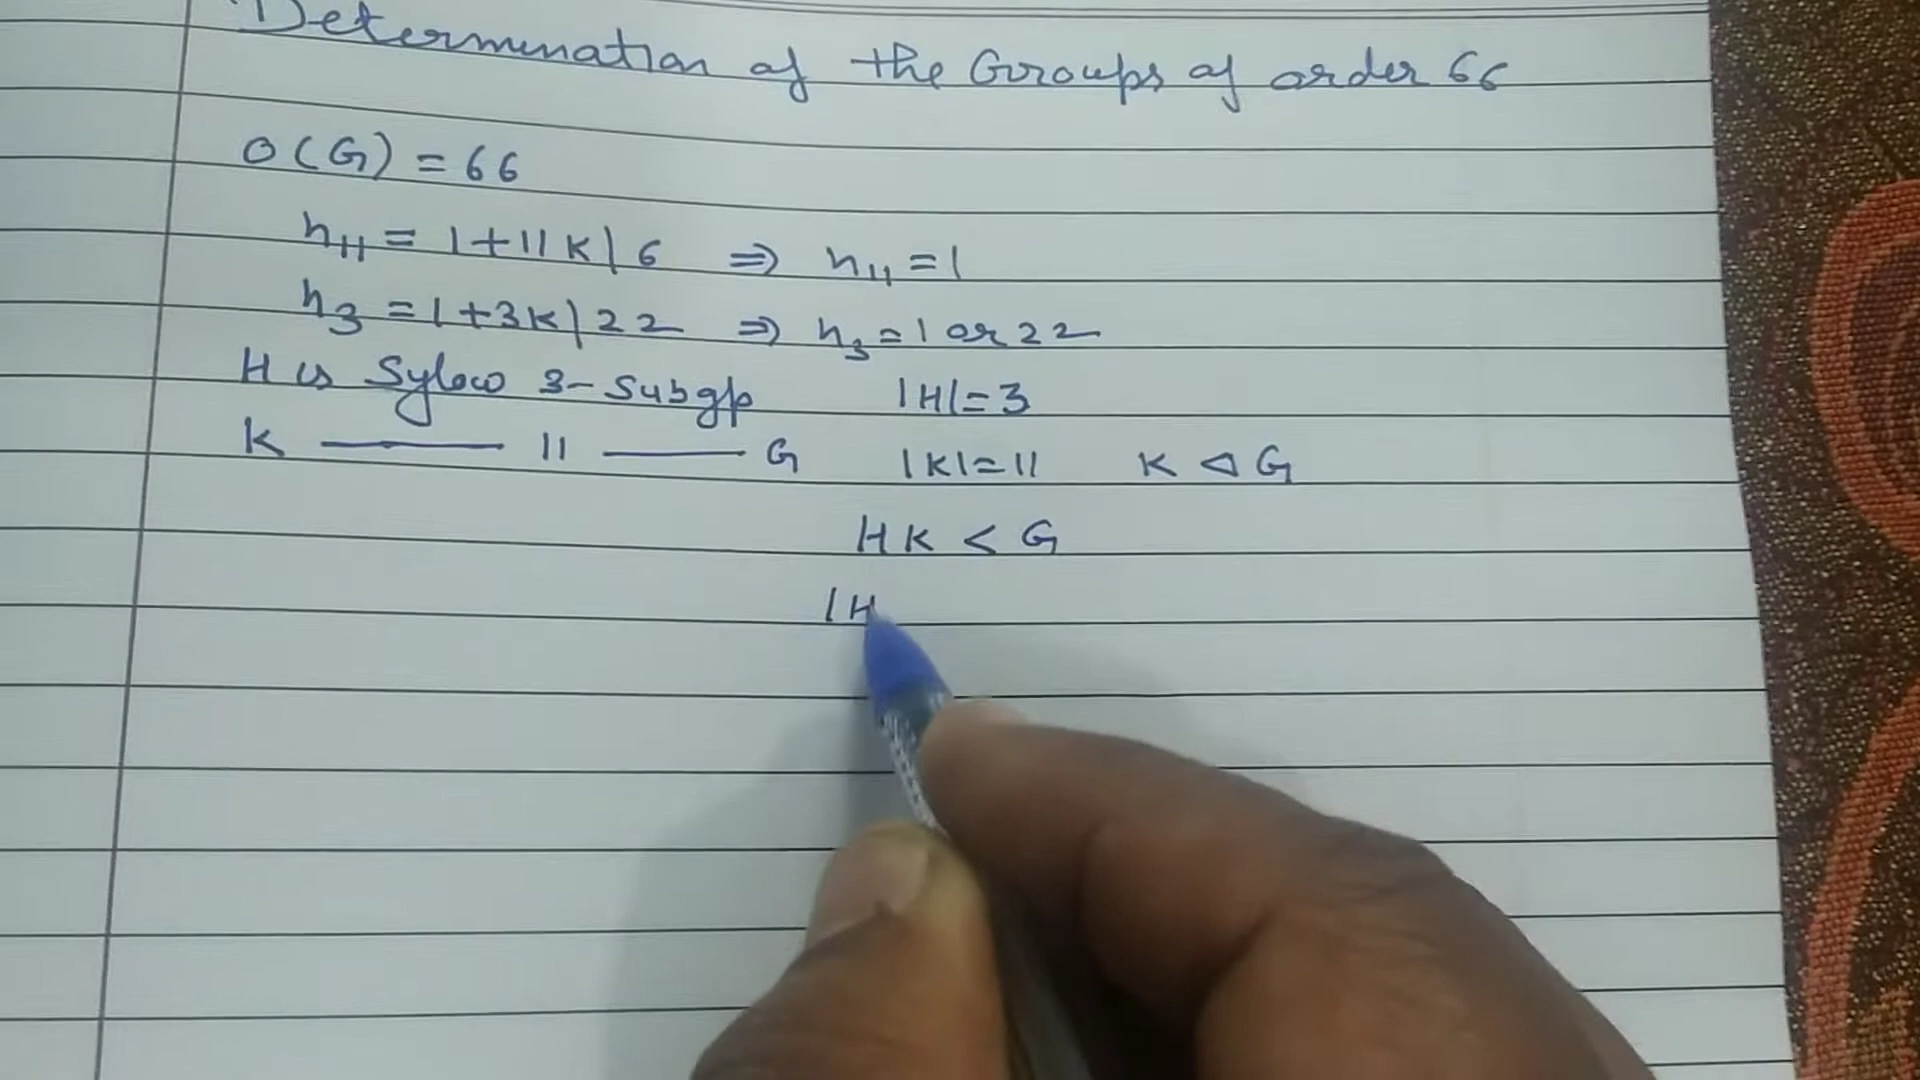 Determination of the Groups of order 66
O(G) = 66
n₁₁ = 1+11K | 6 ⇒ n₁₁ = 1
n₃ = 1+3K | 22 ⇒ n₃ = 1 or 22
H is Sylow 3-Subgp |H| = 3
K ——— 11 ——— G |K| = 11 K ◁ G
HK < G
|H